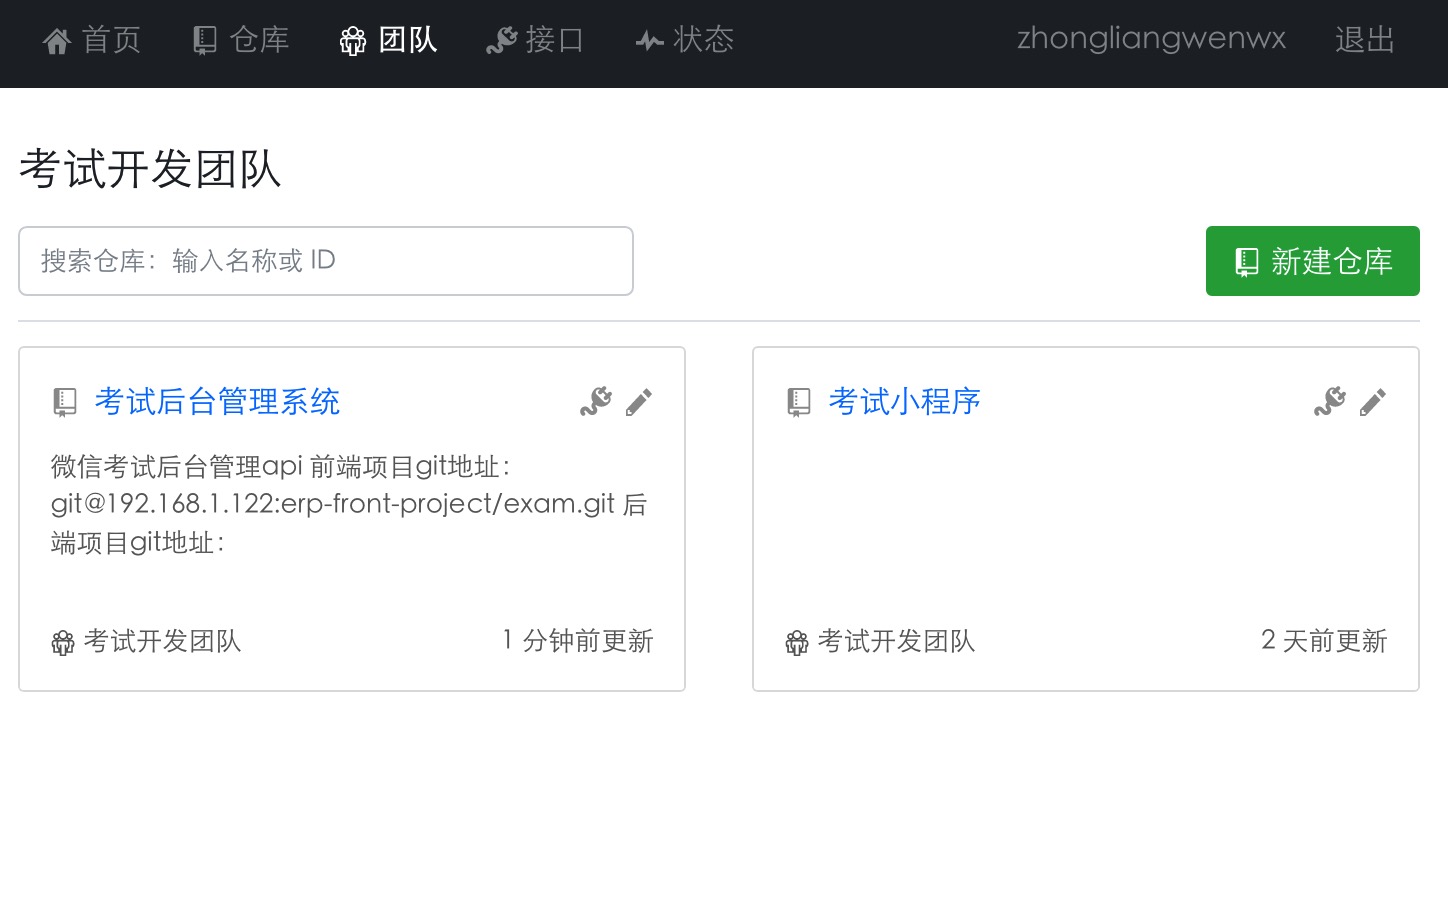 首页 仓库 团队 接口 状态 zhongliangwenwx 退出
考试开发团队
搜索仓库：输入名称或 ID
新建仓库
考试后台管理系统
微信考试后台管理api 前端项目git地址：
git@192.168.1.122:erp-front-project/exam.git 后
端项目git地址：
考试开发团队 1 分钟前更新
考试小程序
考试开发团队 2 天前更新